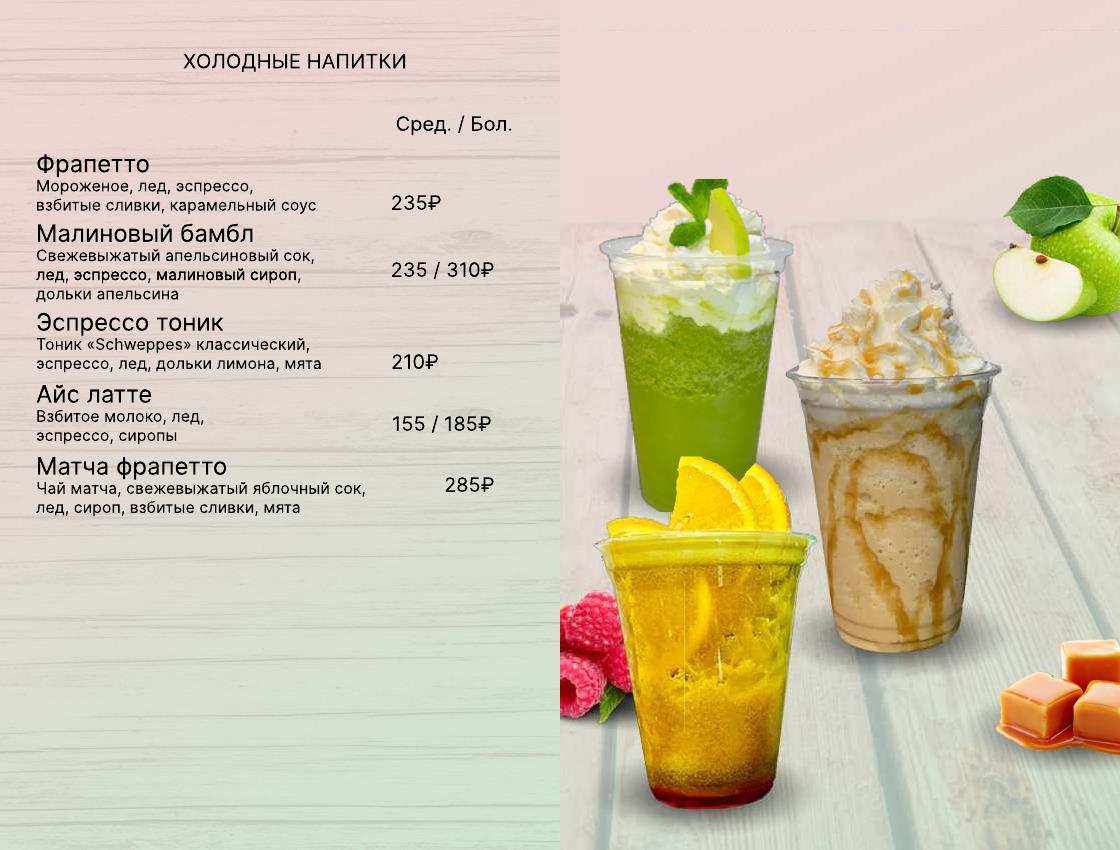 ХОЛОДНЫЕ НАПИТКИ
Сред. / Бол.
Фрапетто
Мороженое, лед, эспрессо,
взбитые сливки, карамельный соус
235₽
Малиновый бамбл
Свежевыжатый апельсиновый сок,
лед, эспрессо, малиновый сироп,
дольки апельсина
235 / 310₽
Эспрессо тоник
Тоник «Schweppes» классический,
эспрессо, лед, дольки лимона, мята
210₽
Айс латте
Взбитое молоко, лед,
эспрессо, сиропы
155 / 185₽
Матча фрапетто
Чай матча, свежевыжатый яблочный сок,
лед, сироп, взбитые сливки, мята
285₽